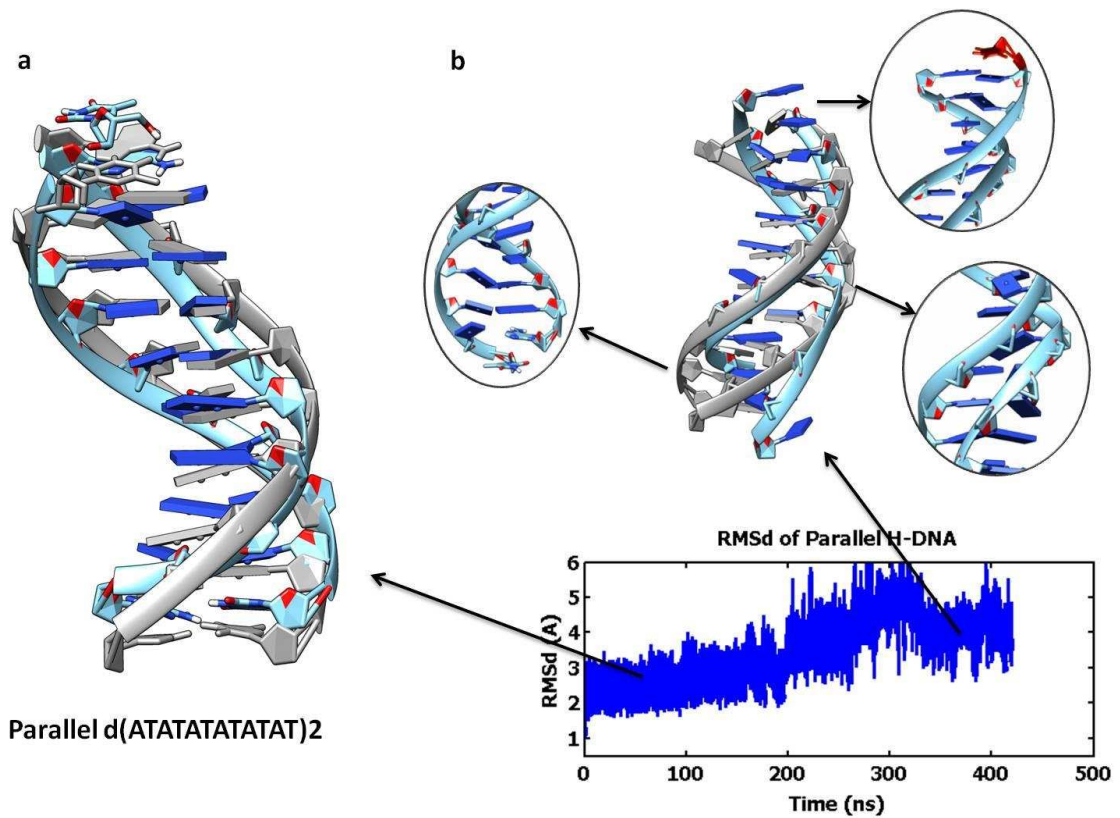 a
b
Parallel d(ATATATATATAT)2
RMSd of Parallel H-DNA
RMSd (A)
6
5
4
3
2
1
0
100
200
300
400
500
Time (ns)